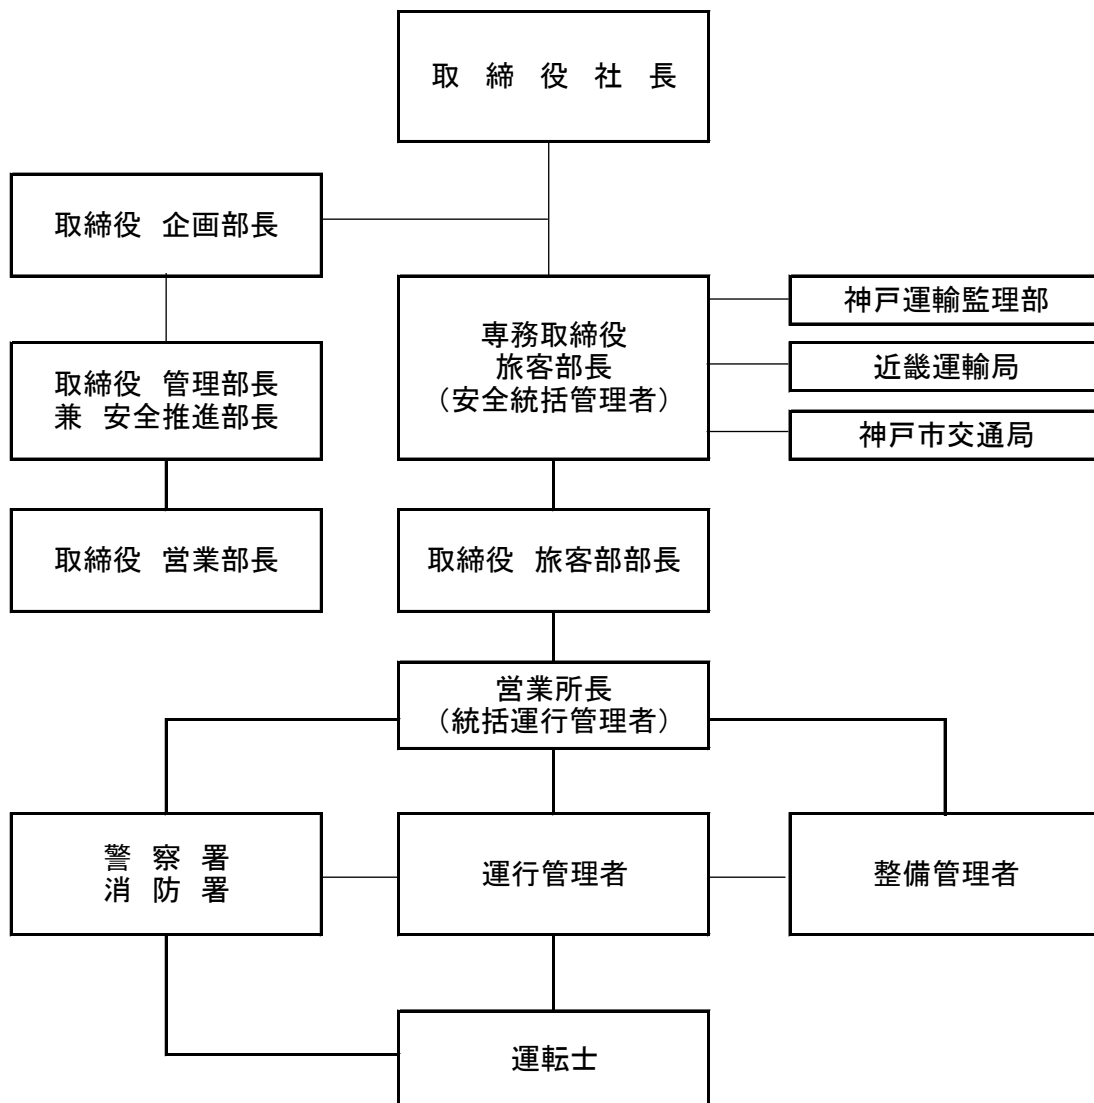 取 締 役 社 長
取締役 企画部長
専務取締役
旅客部長
（安全統括管理者）
神戸運輸監理部
近畿運輸局
神戸市交通局
取締役 管理部長
兼 安全推進部長
取締役 営業部長
取締役 旅客部部長
営業所長
（統括運行管理者）
警 察 署
消 防 署
運行管理者
整備管理者
運転士